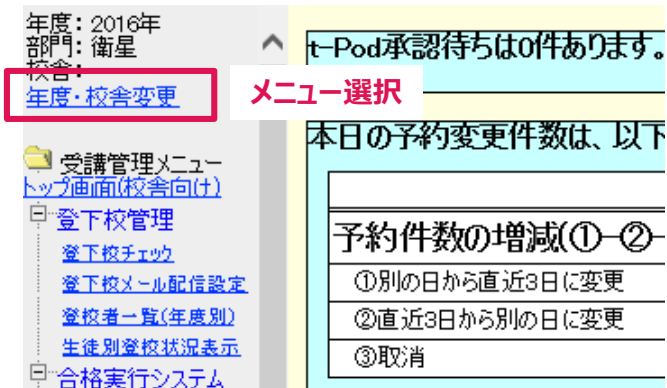 年度: 2016年
部門: 衛星
校舎:
年度・校舎変更
メニュー選択
受講管理メニュー
トップ画面(校舎向け)
登下校管理
登下校チェック
登下校メール配信設定
登校者一覧(年度別)
生徒別登校状況表示
合格実行システム
t-Pod承認待ちは0件あります。
本日の予約変更件数は、以下
予約件数の増減(①-②-
①別の日から直近3日に変更
②直近3日から別の日に変更
③取消